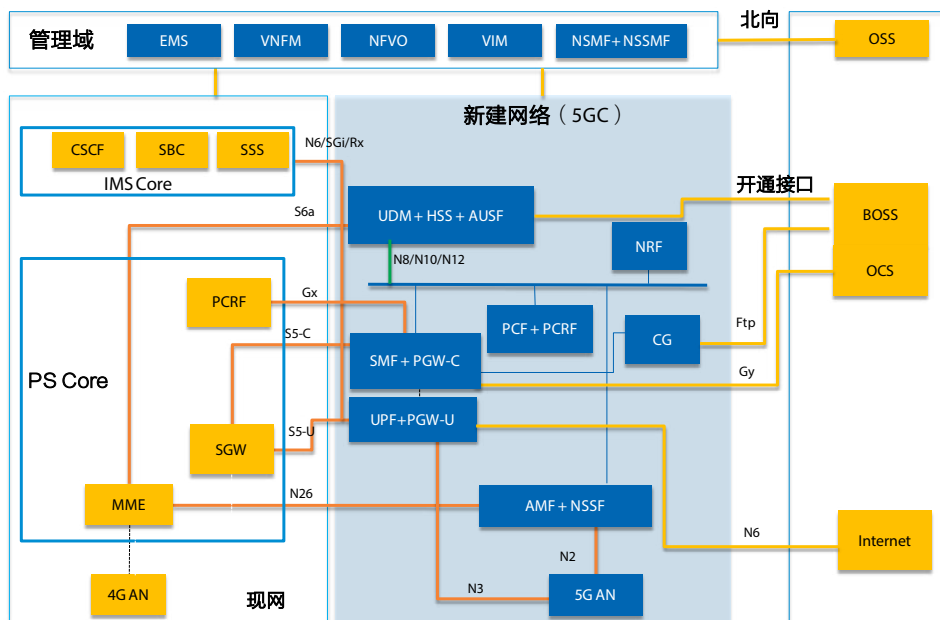 北向
管理域
EMS
VNFM
NFVO
VIM
NSMF + NSSMF
OSS
新建网络（5GC）
CSCF
SBC
SSS
IMS Core
N6/SGi/Rx
开通接口
S6a
UDM + HSS + AUSF
BOSS
NRF
N8/N10/N12
OCS
PCRF
Gx
PCF + PCRF
CG
Ftp
S5-C
SMF + PGW-C
Gy
PS Core
UPF+PGW-U
S5-U
SGW
MME
N26
AMF + NSSF
N6
Internet
N2
N3
5G AN
4G AN
现网